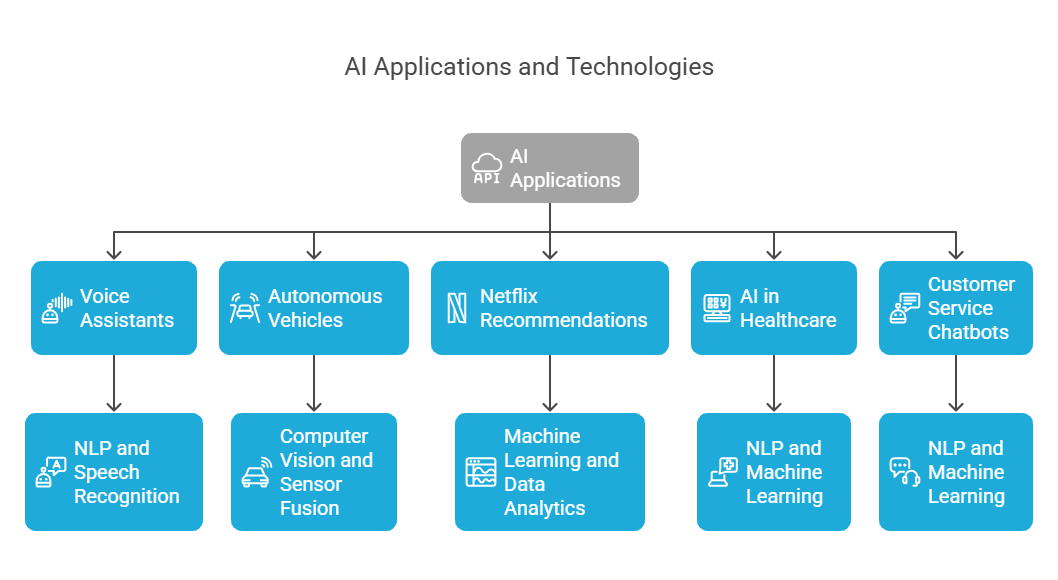 AI Applications and Technologies
API
AI
Applications
Voice
Assistants
Autonomous
Vehicles
Netflix
Recommendations
AI in
Healthcare
Customer
Service
Chatbots
A
NLP and
Speech
Recognition
Computer
Vision and
Sensor
Fusion
Machine
Learning and
Data
Analytics
NLP and
Machine
Learning
NLP and
Machine
Learning